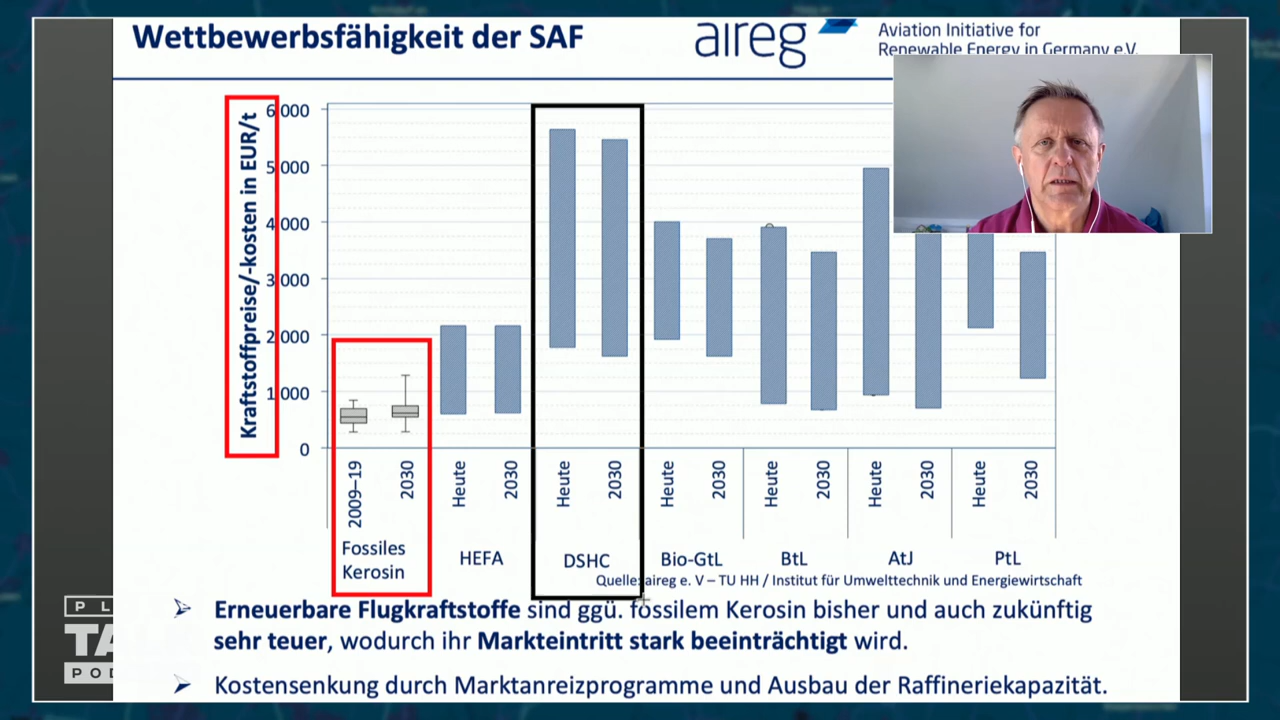 Wettbewerbsfähigkeit der SAF
aireg
Aviation Initiative for
Renewable Energy in Germany e.V.
Kraftstoffpreise/-kosten in EUR/t
6 000
5 000
4 000
3 000
2 000
1 000
0
2009–19
2030
Heute
2030
Heute
2030
Heute
2030
Heute
2030
Heute
2030
Heute
2030
Fossiles
Kerosin
HEFA
DSHC
Bio-GtL
BtL
AtJ
PtL
Quelle: aireg e. V – TU HH / Institut für Umwelttechnik und Energiewirtschaft
Erneuerbare Flugkraftstoffe sind ggü. fossilem Kerosin bisher und auch zukünftig
sehr teuer, wodurch ihr Markteintritt stark beeinträchtigt wird.
Kostensenkung durch Marktanreizprogramme und Ausbau der Raffineriekapazität.